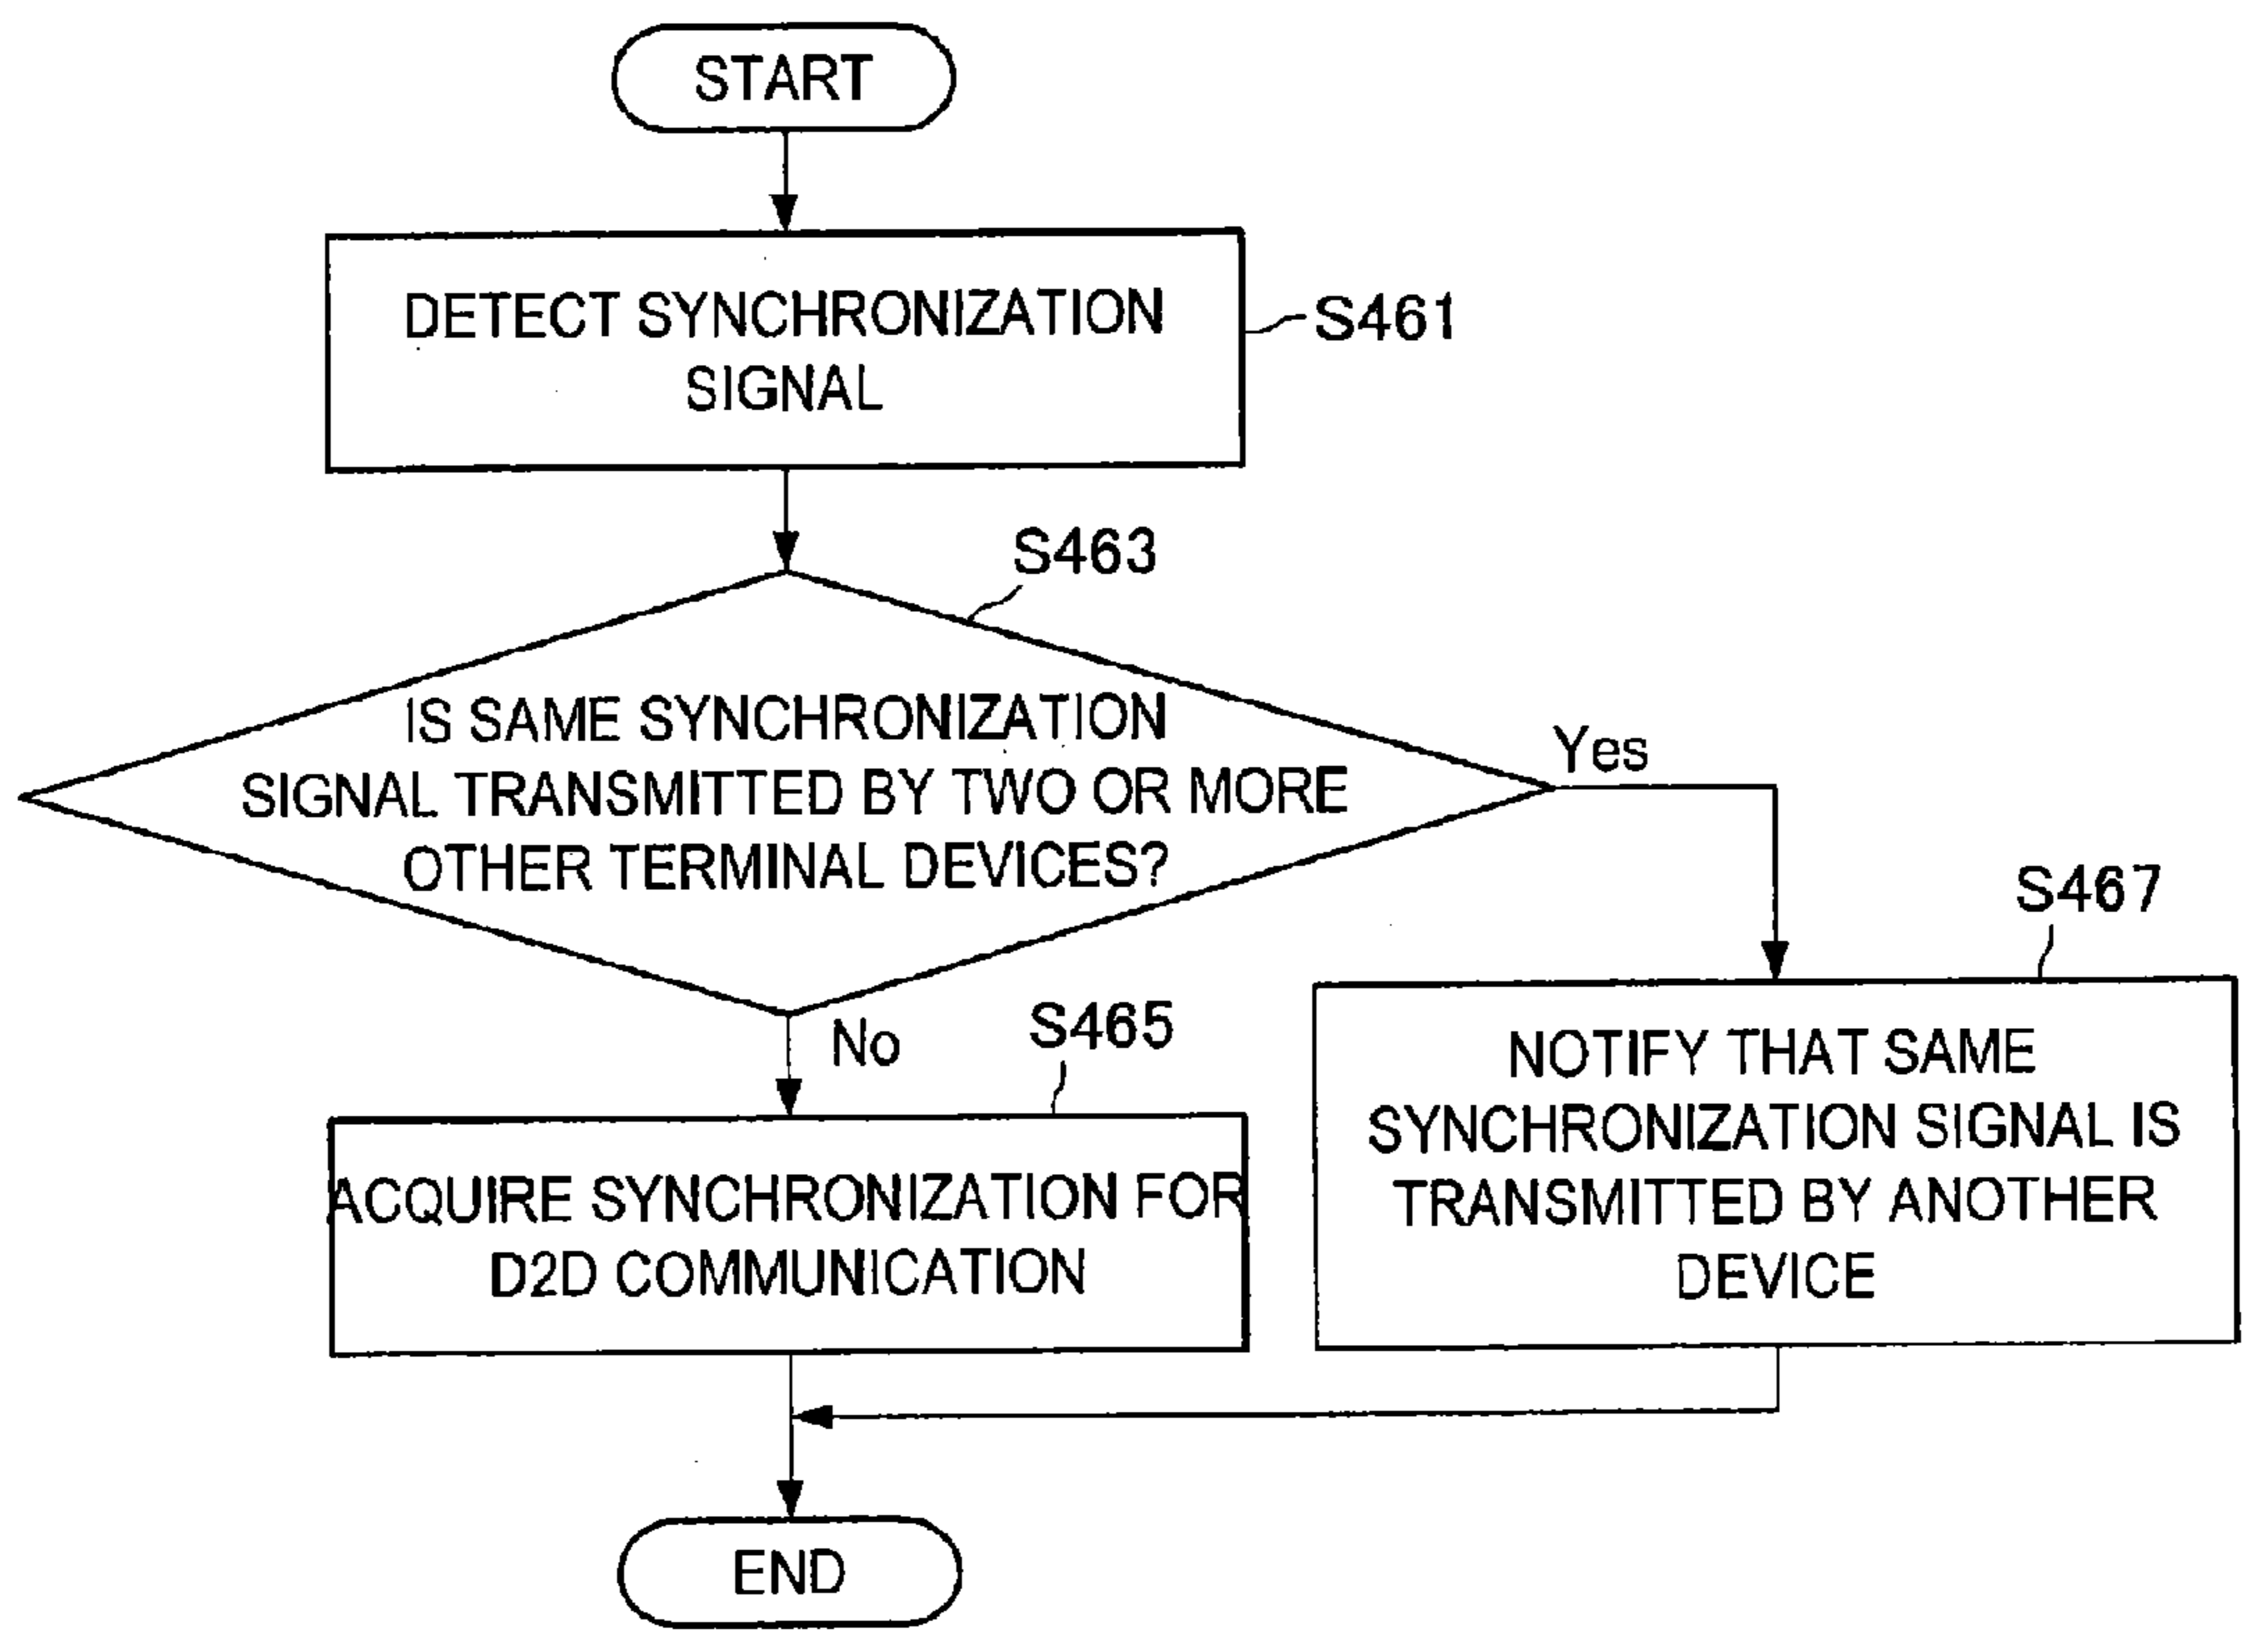 START
DETECT SYNCHRONIZATION
SIGNAL
S461
S463
IS SAME SYNCHRONIZATION
SIGNAL TRANSMITTED BY TWO OR MORE
OTHER TERMINAL DEVICES?
Yes
No
S465
ACQUIRE SYNCHRONIZATION FOR
D2D COMMUNICATION
S467
NOTIFY THAT SAME
SYNCHRONIZATION SIGNAL IS
TRANSMITTED BY ANOTHER
DEVICE
END